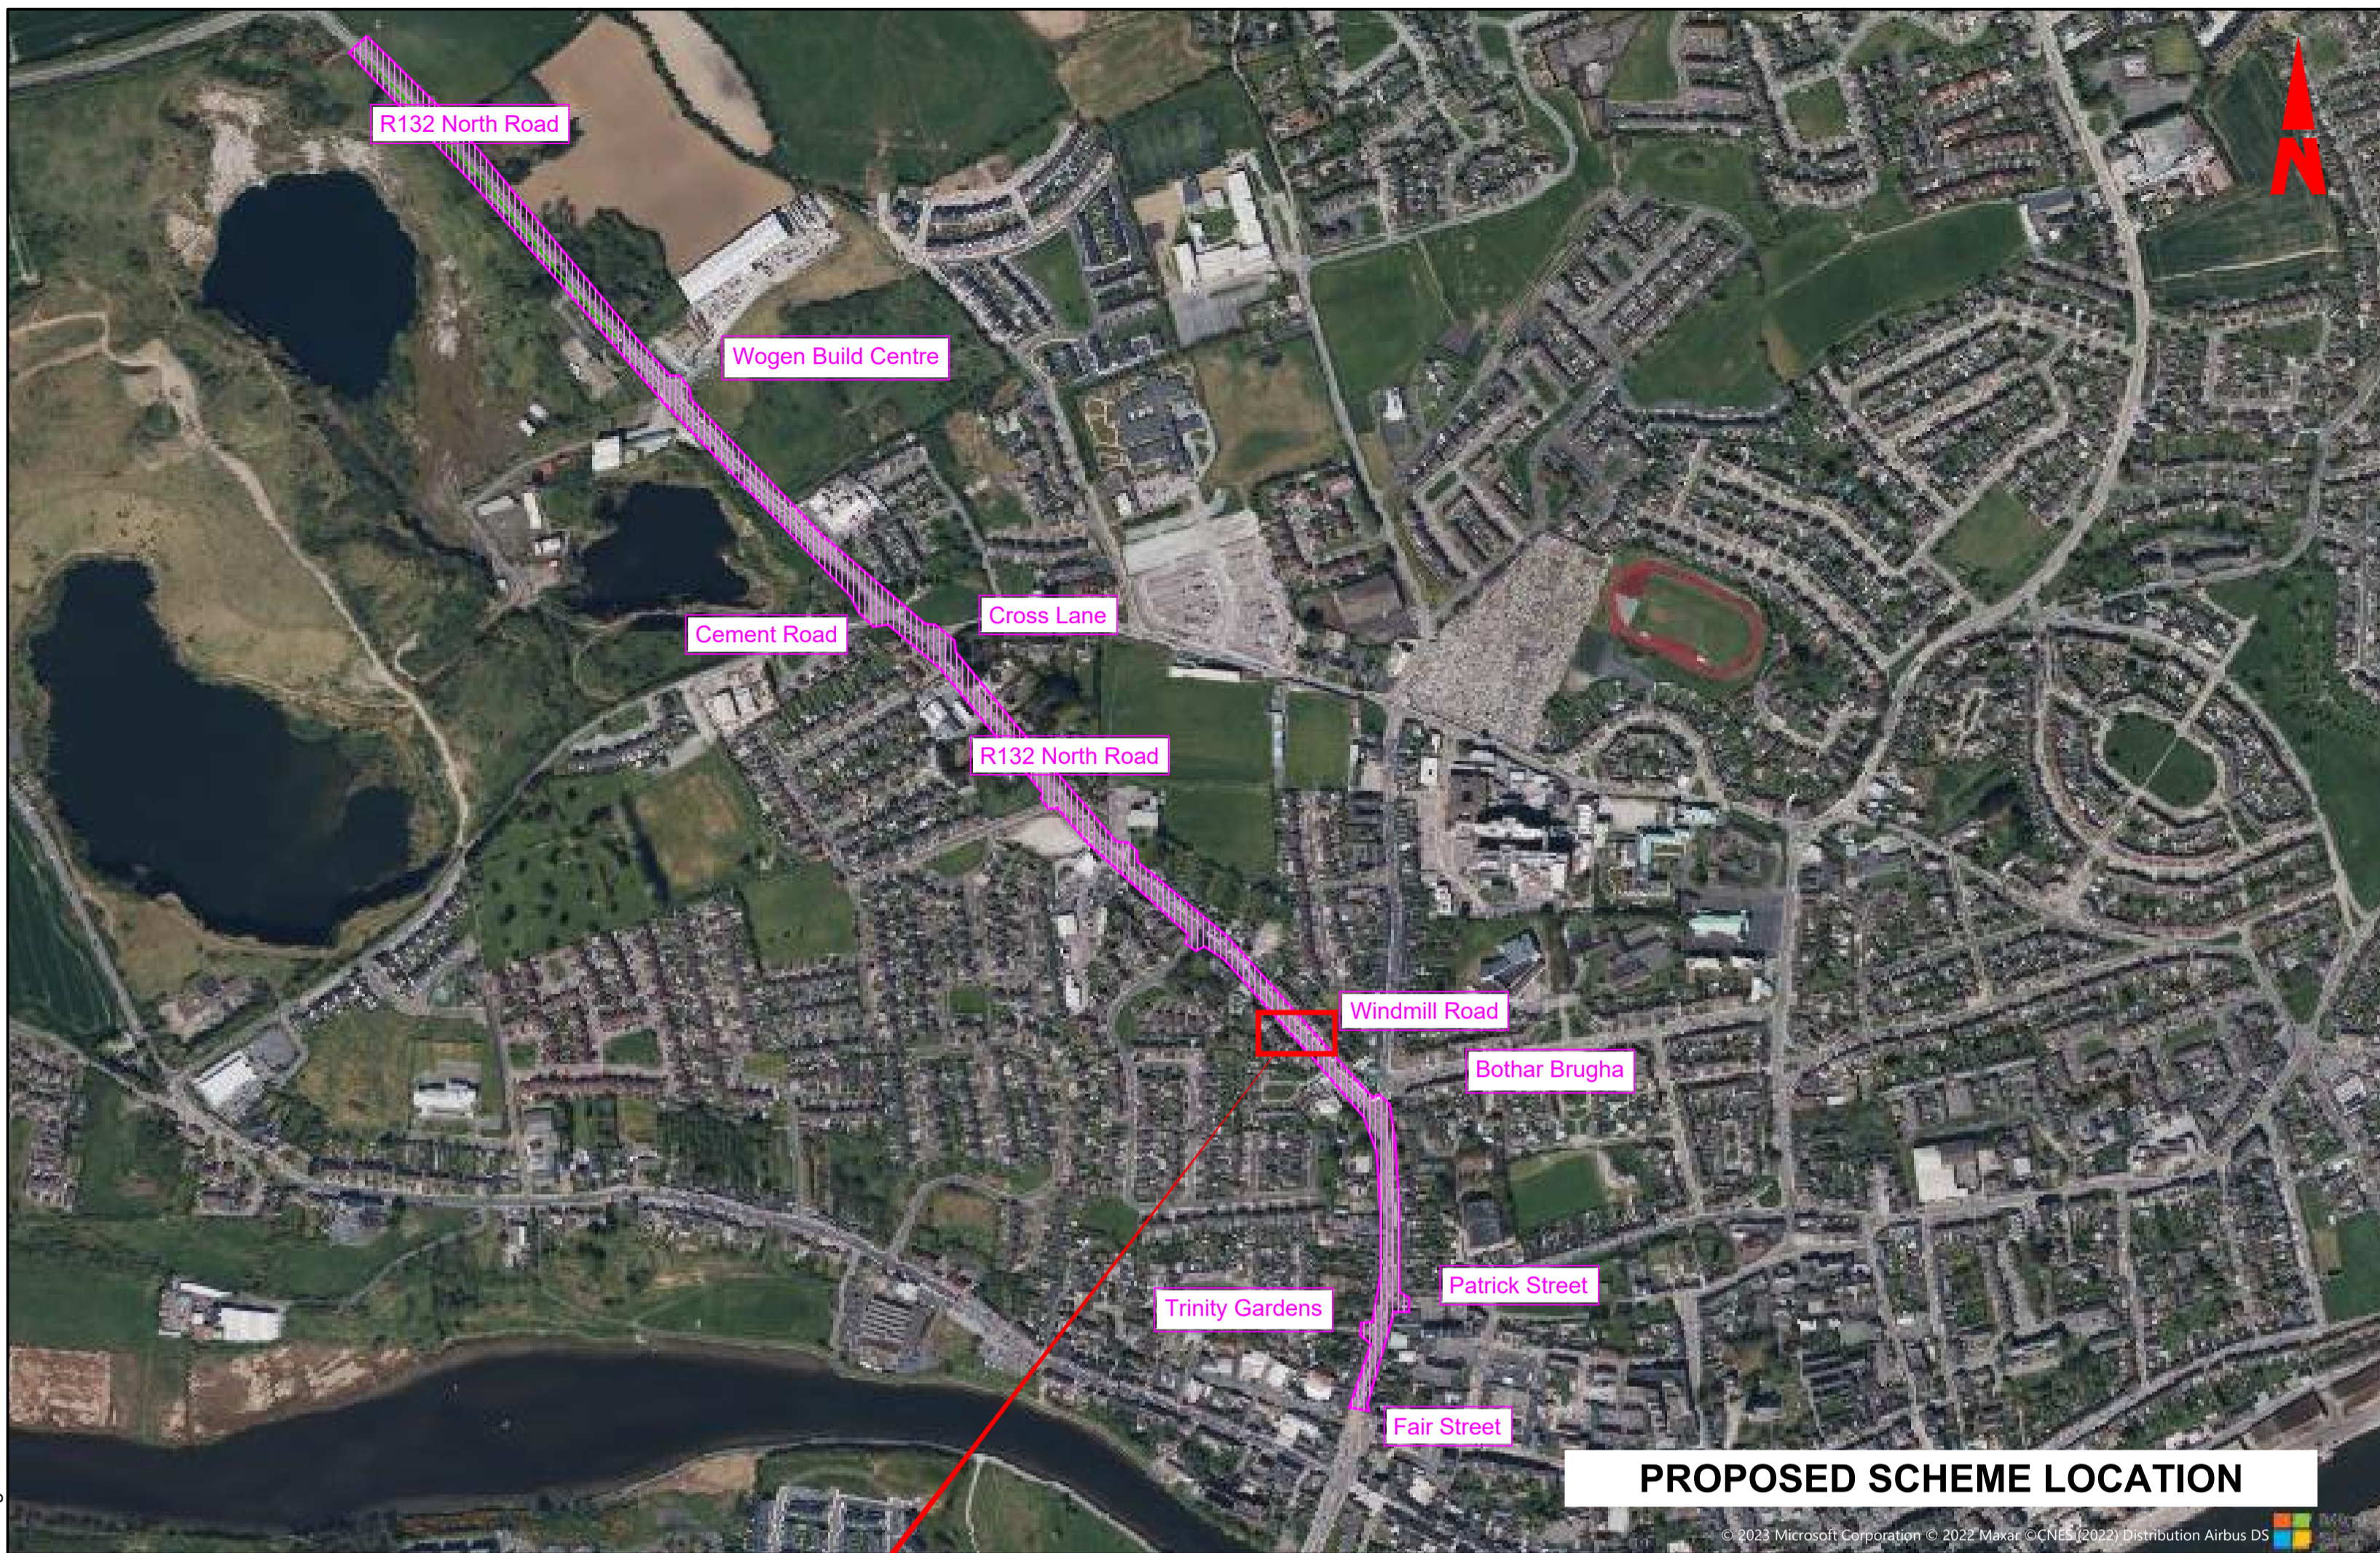 R132 North Road
N
Wogen Build Centre
Cross Lane
Cement Road
R132 North Road
Windmill Road
Bothar Brugha
Patrick Street
Trinity Gardens
Fair Street
PROPOSED SCHEME LOCATION
© 2023 Microsoft Corporation © 2022 Maxar ©CNES (2022) Distribution Airbus DS